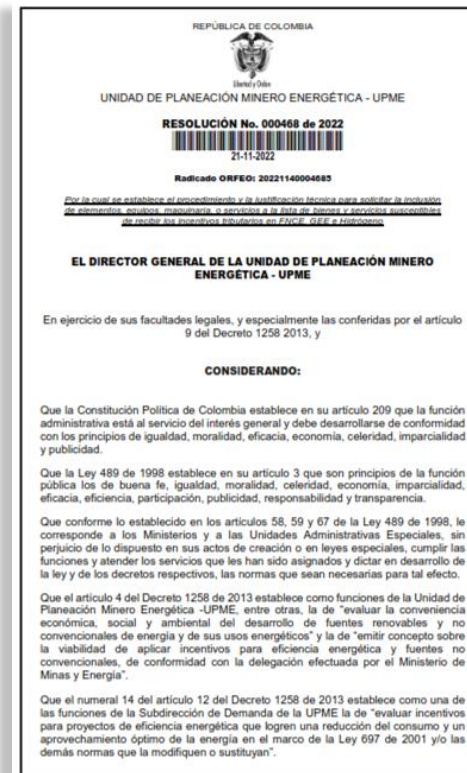 REPÚBLICA DE COLOMBIA
Libertad y Orden
UNIDAD DE PLANEACIÓN MINERO ENERGÉTICA - UPME
RESOLUCIÓN No. 000468 de 2022
21-11-2022
Radicado ORFEO: 20221140004685
Por la cual se establece el procedimiento y la justificación técnica para solicitar la inclusión
de elementos, equipos, maquinaria, o servicios a la lista de bienes y servicios susceptibles
de recibir los incentivos tributarios en FNCE, GEE e Hidrógeno
EL DIRECTOR GENERAL DE LA UNIDAD DE PLANEACIÓN MINERO
ENERGÉTICA - UPME
En ejercicio de sus facultades legales, y especialmente las conferidas por el artículo
9 del Decreto 1258 2013, y
CONSIDERANDO:
Que la Constitución Política de Colombia establece en su artículo 209 que la función
administrativa está al servicio del interés general y debe desarrollarse de conformidad
con los principios de igualdad, moralidad, eficacia, economía, celeridad, imparcialidad
y publicidad.
Que la Ley 489 de 1998 establece en su artículo 3 que son principios de la función
pública los de buena fe, igualdad, moralidad, celeridad, economía, imparcialidad,
eficacia, eficiencia, participación, publicidad, responsabilidad y transparencia.
Que conforme lo establecido en los artículos 58, 59 y 67 de la Ley 489 de 1998, le
corresponde a los Ministerios y a las Unidades Administrativas Especiales, sin
perjuicio de lo dispuesto en sus actos de creación o en leyes especiales, cumplir las
funciones y atender los servicios que les han sido asignados y dictar en desarrollo de
la ley y de los decretos respectivos, las normas que sean necesarias para tal efecto.
Que el artículo 4 del Decreto 1258 de 2013 establece como funciones de la Unidad de
Planeación Minero Energética -UPME, entre otras, la de "evaluar la conveniencia
económica, social y ambiental del desarrollo de fuentes renovables y no
convencionales de energía y de sus usos energéticos" y la de "emitir concepto sobre
la viabilidad de aplicar incentivos para eficiencia energética y fuentes no
convencionales, de conformidad con la delegación efectuada por el Ministerio de
Minas y Energía".
Que el numeral 14 del artículo 12 del Decreto 1258 de 2013 establece como una de
las funciones de la Subdirección de Demanda de la UPME la de "evaluar incentivos
para proyectos de eficiencia energética que logren una reducción del consumo y un
aprovechamiento óptimo de la energía en el marco de la Ley 697 de 2001 y/o las
demás normas que la modifiquen o sustituyan".